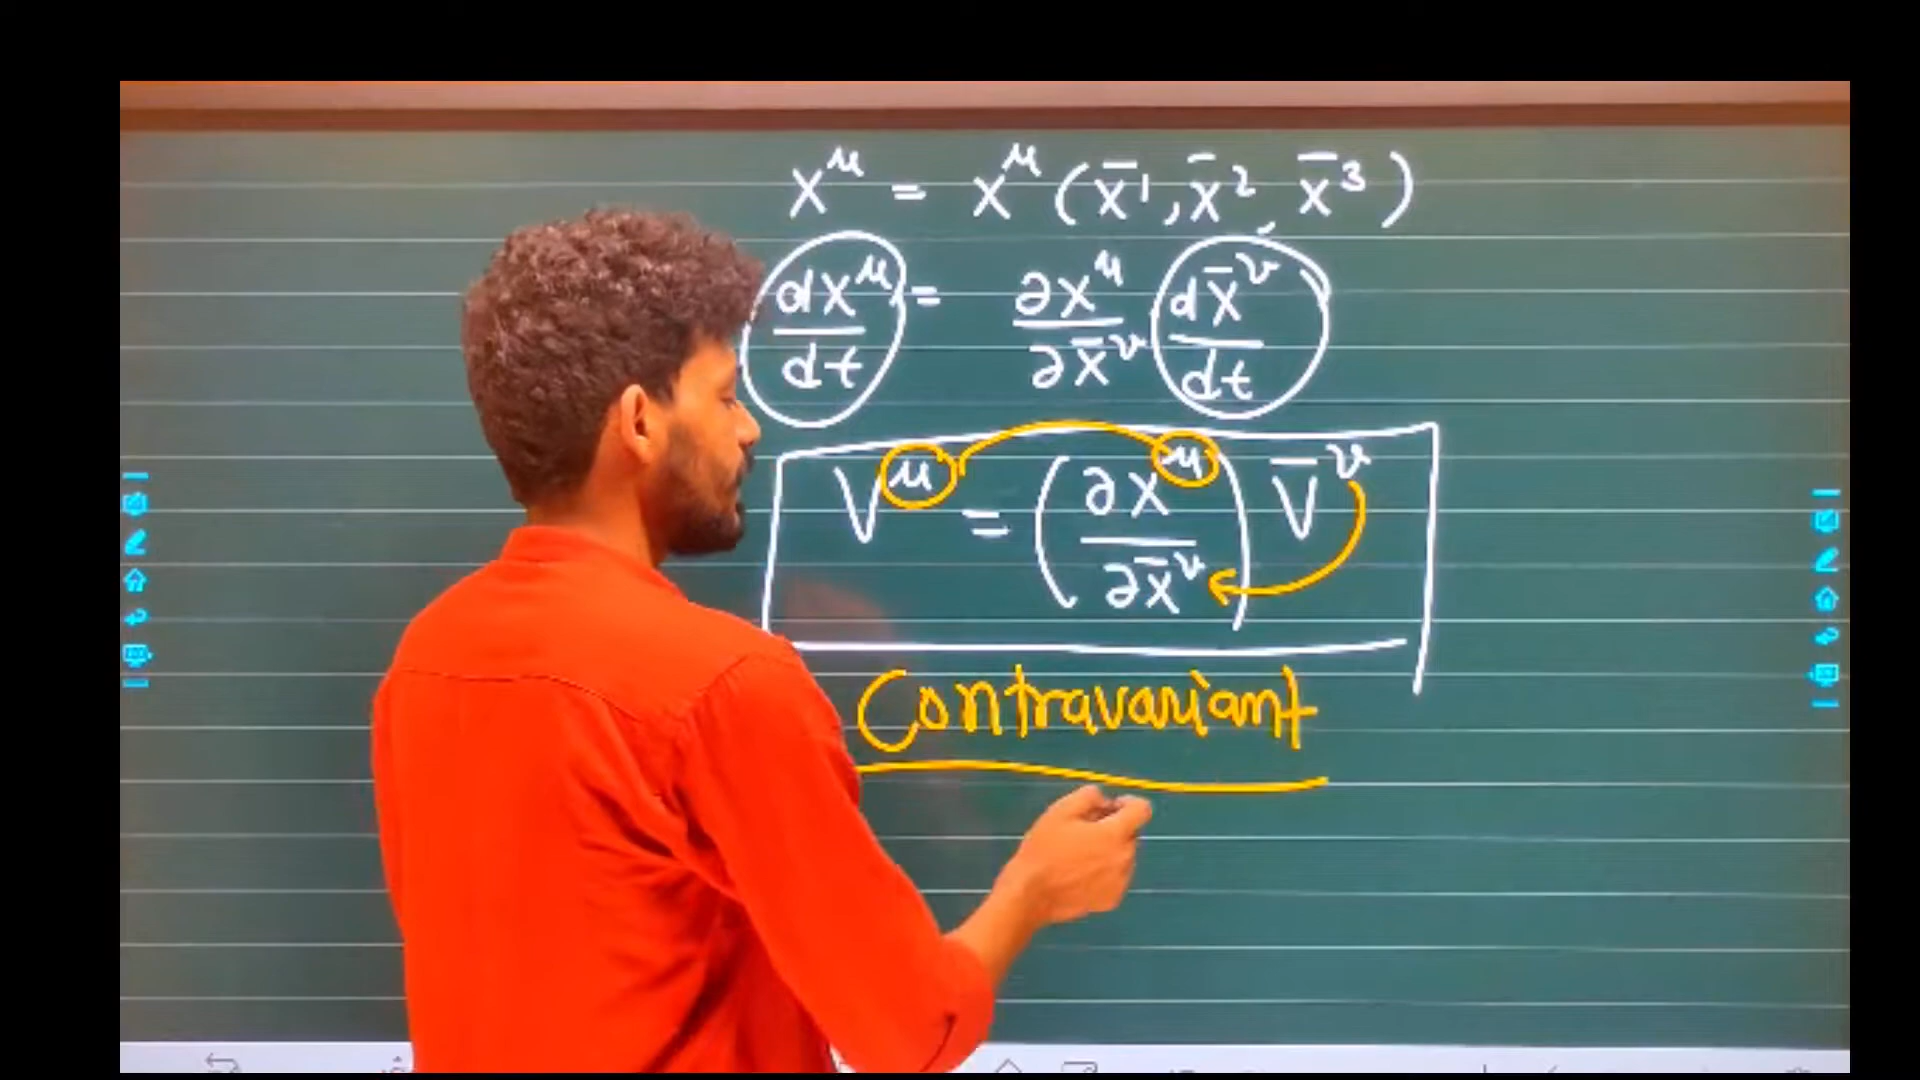 x^μ = x^μ (x̄¹, x̄², x̄³)
dx^μ/dt = ∂x^μ/∂x̄^ν dx̄^ν/dt
V^μ = (∂x^μ/∂x̄^ν) V̄^ν
Contravariant